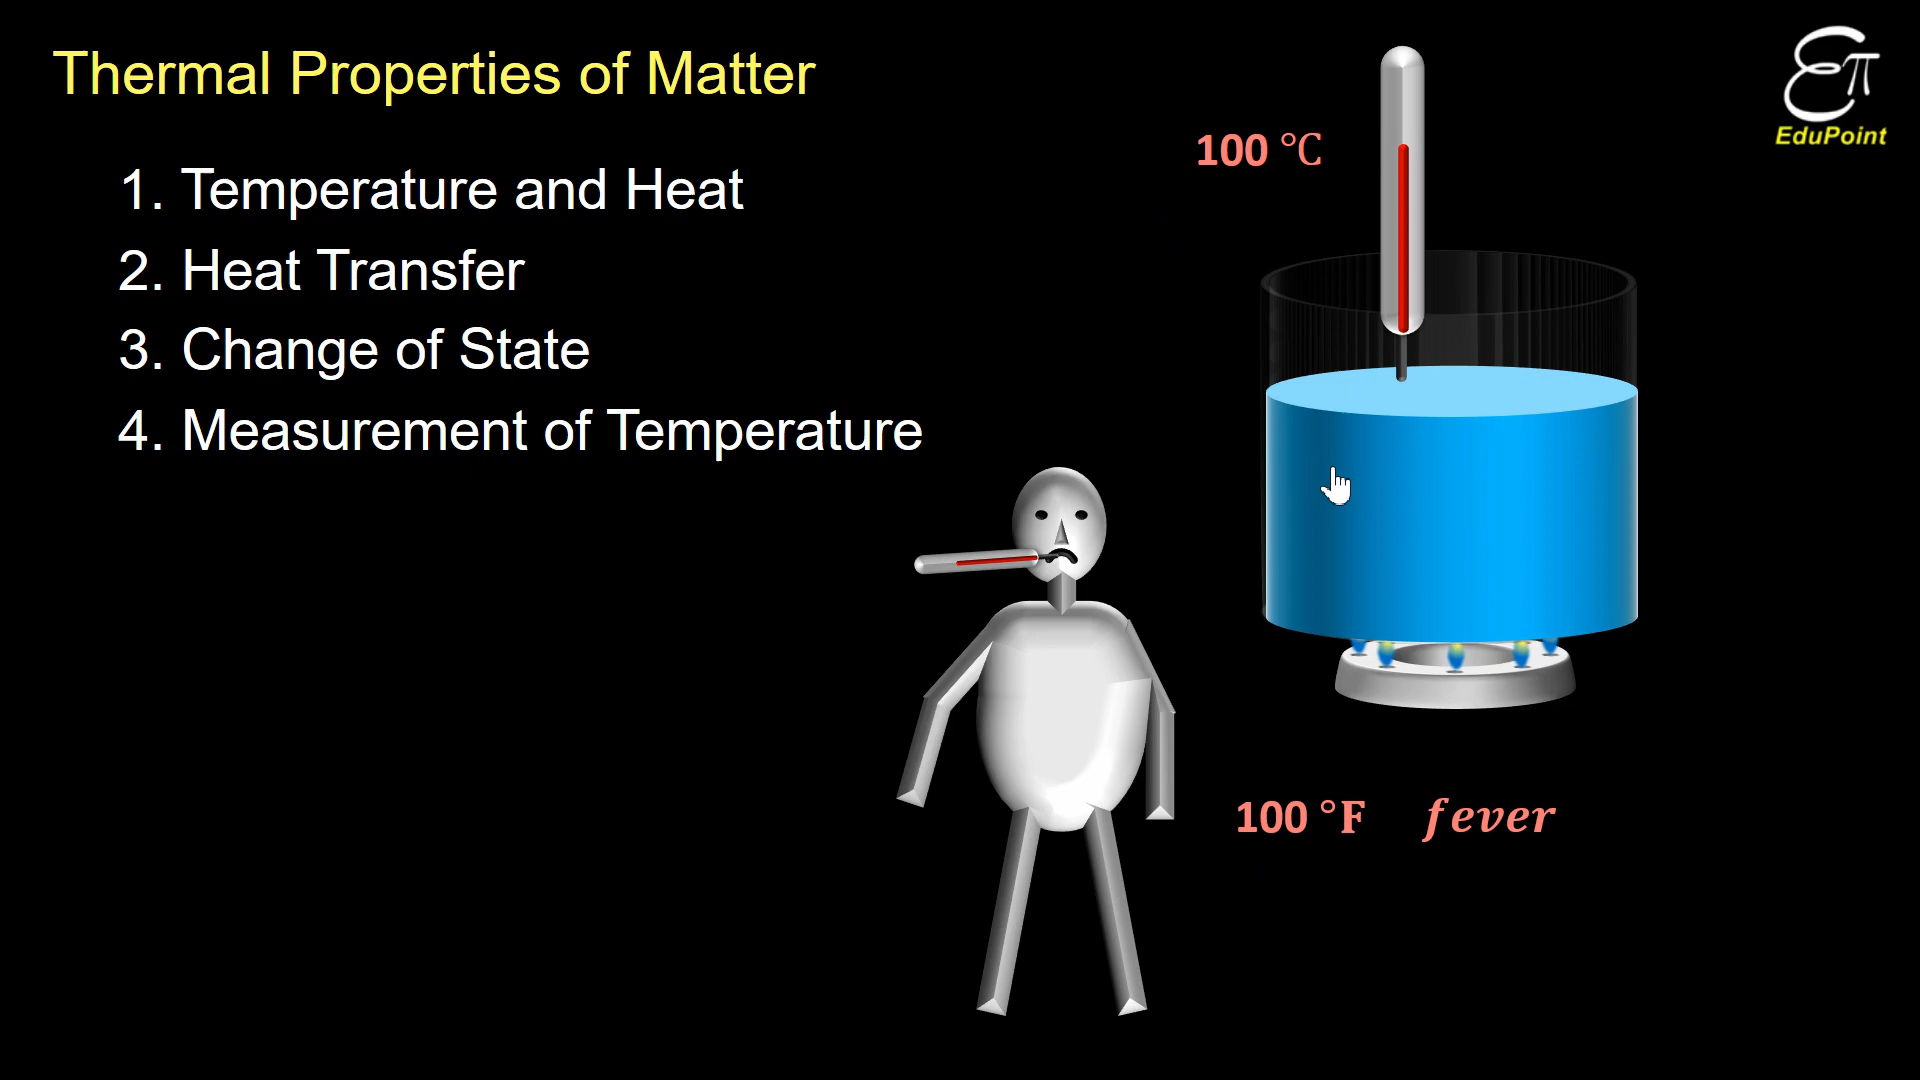 Thermal Properties of Matter
1. Temperature and Heat
2. Heat Transfer
3. Change of State
4. Measurement of Temperature
100 °C
100 °F fever
Eπ
EduPoint